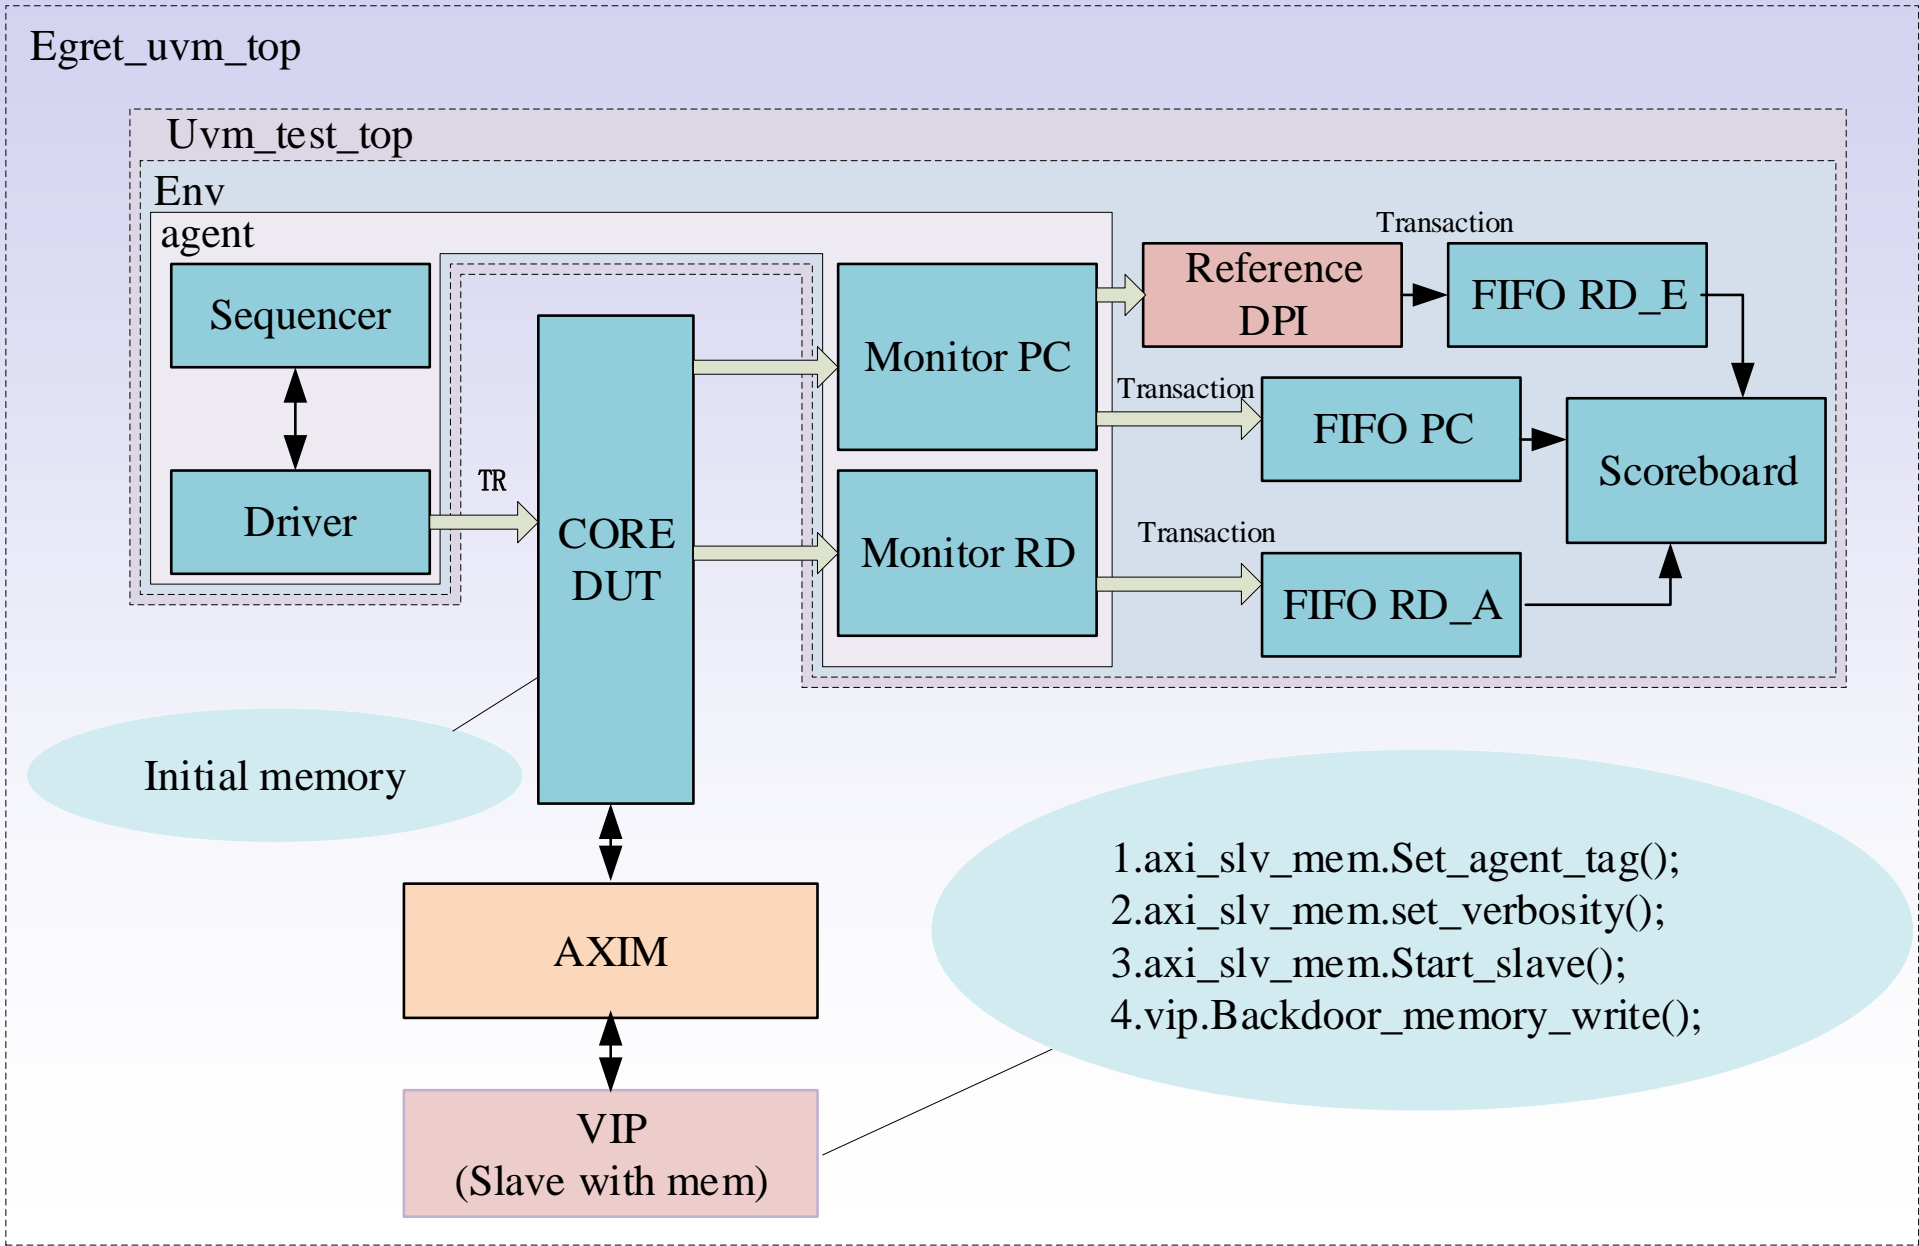 Egret_uvm_top
Uvm_test_top
Env
agent
Sequencer
Driver
TR
CORE
DUT
Monitor PC
Monitor RD
Reference
DPI
Transaction
FIFO RD_E
Transaction
FIFO PC
Transaction
FIFO RD_A
Scoreboard
Initial memory
AXIM
VIP
(Slave with mem)
1.axi_slv_mem.Set_agent_tag();
2.axi_slv_mem.set_verbosity();
3.axi_slv_mem.Start_slave();
4.vip.Backdoor_memory_write();